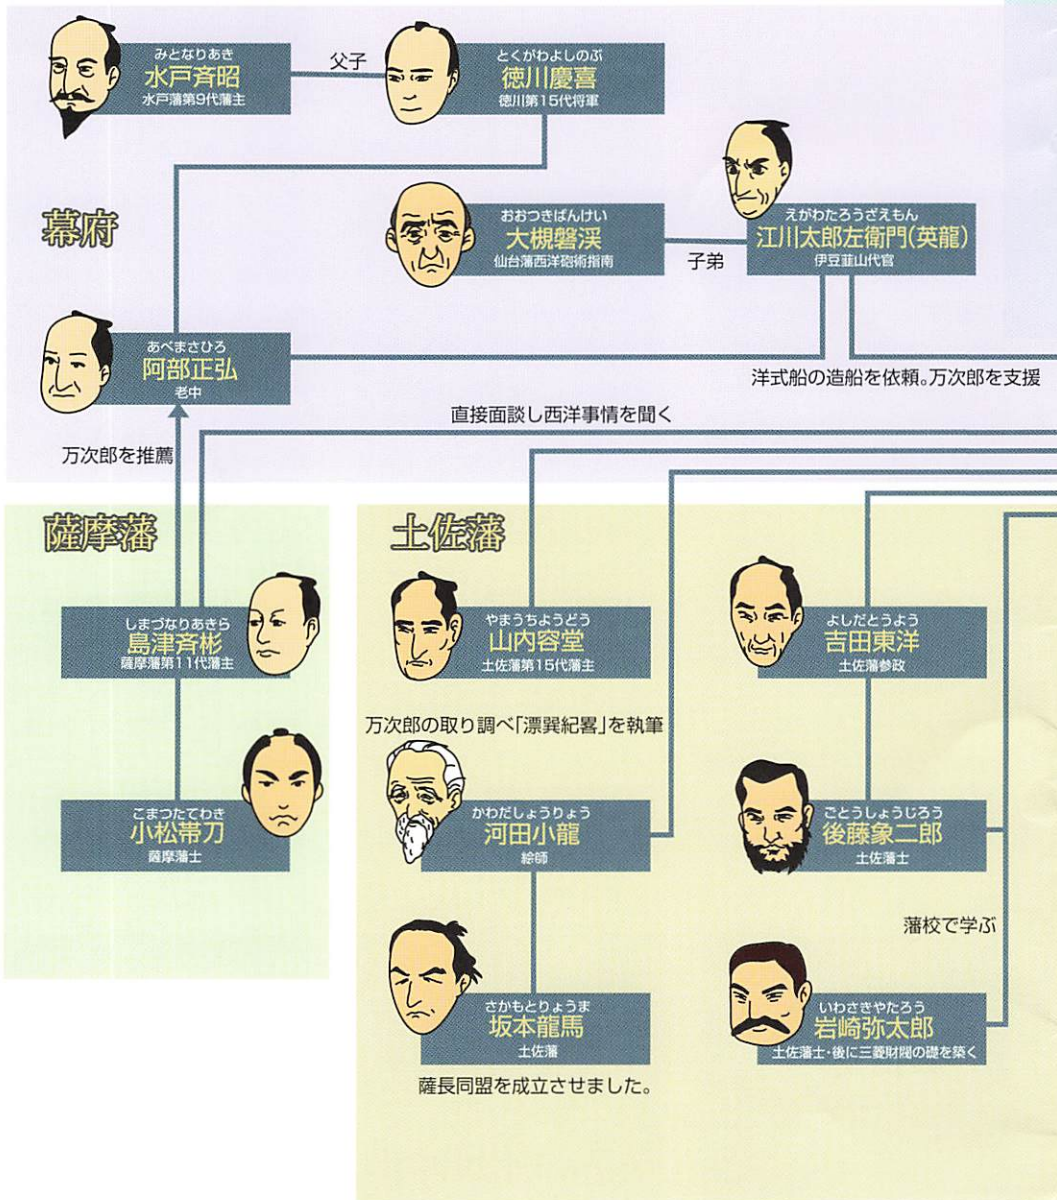 みとなりあき
水戸斉昭
水戸藩第9代藩主
父子
とくがわよしのぶ
徳川慶喜
徳川第15代将軍
幕府
おおつきばんけい
大槻磐渓
仙台藩西洋砲術指南
子弟
えがわたろうざえもん
江川太郎左衛門(英龍)
伊豆韮山代官
あべまさひろ
阿部正弘
老中
洋式船の造船を依頼。万次郎を支援
直接面談し西洋事情を聞く
万次郎を推薦
薩摩藩
しまづなりあきら
島津斉彬
薩摩藩第11代藩主
こまつたてわき
小松帯刀
薩摩藩士
土佐藩
やまうちようどう
山内容堂
土佐藩第15代藩主
よしだとうよう
吉田東洋
土佐藩参政
万次郎の取り調べ「漂巽紀畧」を執筆
かわだしょうりょう
河田小龍
絵師
ごとうしょうじろう
後藤象二郎
土佐藩士
藩校で学ぶ
さかもとりょうま
坂本龍馬
土佐藩
薩長同盟を成立させました。
いわさきやたろう
岩崎弥太郎
土佐藩士・後に三菱財閥の礎を築く